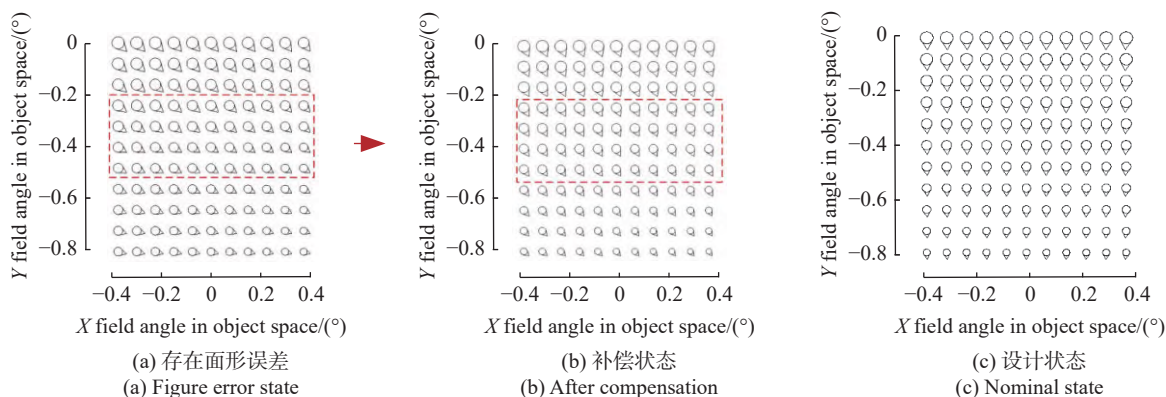 0
−0.2
−0.4
−0.6
−0.8
Y field angle in object space/(°)
−0.4 −0.2 0 0.2 0.4
X field angle in object space/(°)
(a) 存在面形误差
(a) Figure error state
0
−0.2
−0.4
−0.6
−0.8
Y field angle in object space/(°)
−0.4 −0.2 0 0.2 0.4
X field angle in object space/(°)
(b) 补偿状态
(b) After compensation
0
−0.2
−0.4
−0.6
−0.8
Y field angle in object space/(°)
−0.4 −0.2 0 0.2 0.4
X field angle in object space/(°)
(c) 设计状态
(c) Nominal state